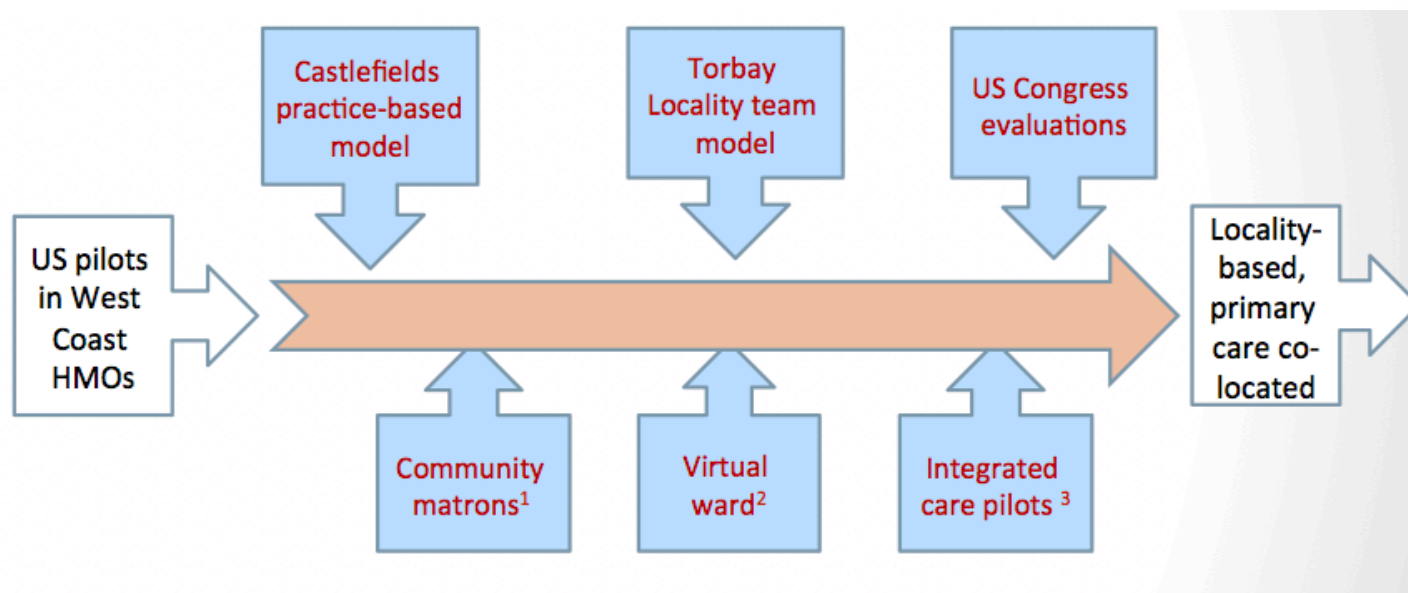 Castlefields
practice-based
model
Torbay
Locality team
model
US Congress
evaluations
US pilots
in West
Coast
HMOs
Locality-
based,
primary
care co-
located
Community
matrons¹
Virtual
ward²
Integrated
care pilots ³